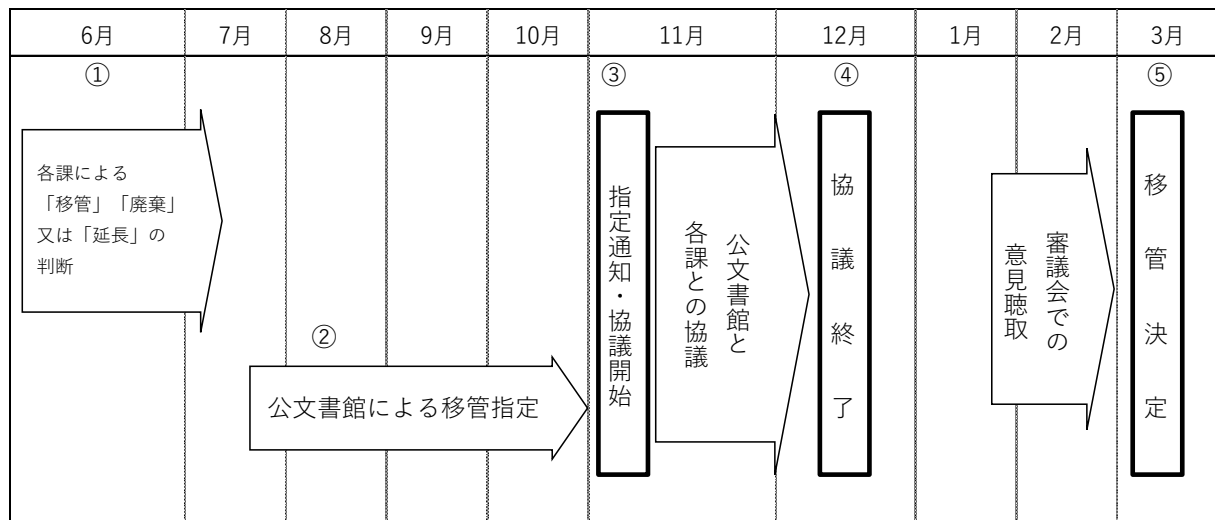 6月
7月
8月
9月
10月
11月
12月
1月
2月
3月
①
③
④
⑤
各課による
「移管」「廃棄」
又は「延長」の
判断
②
公文書館による移管指定
指定通知・協議開始
公文書館と
各課との協議
協議終了
審議会での
意見聴取
移管決定